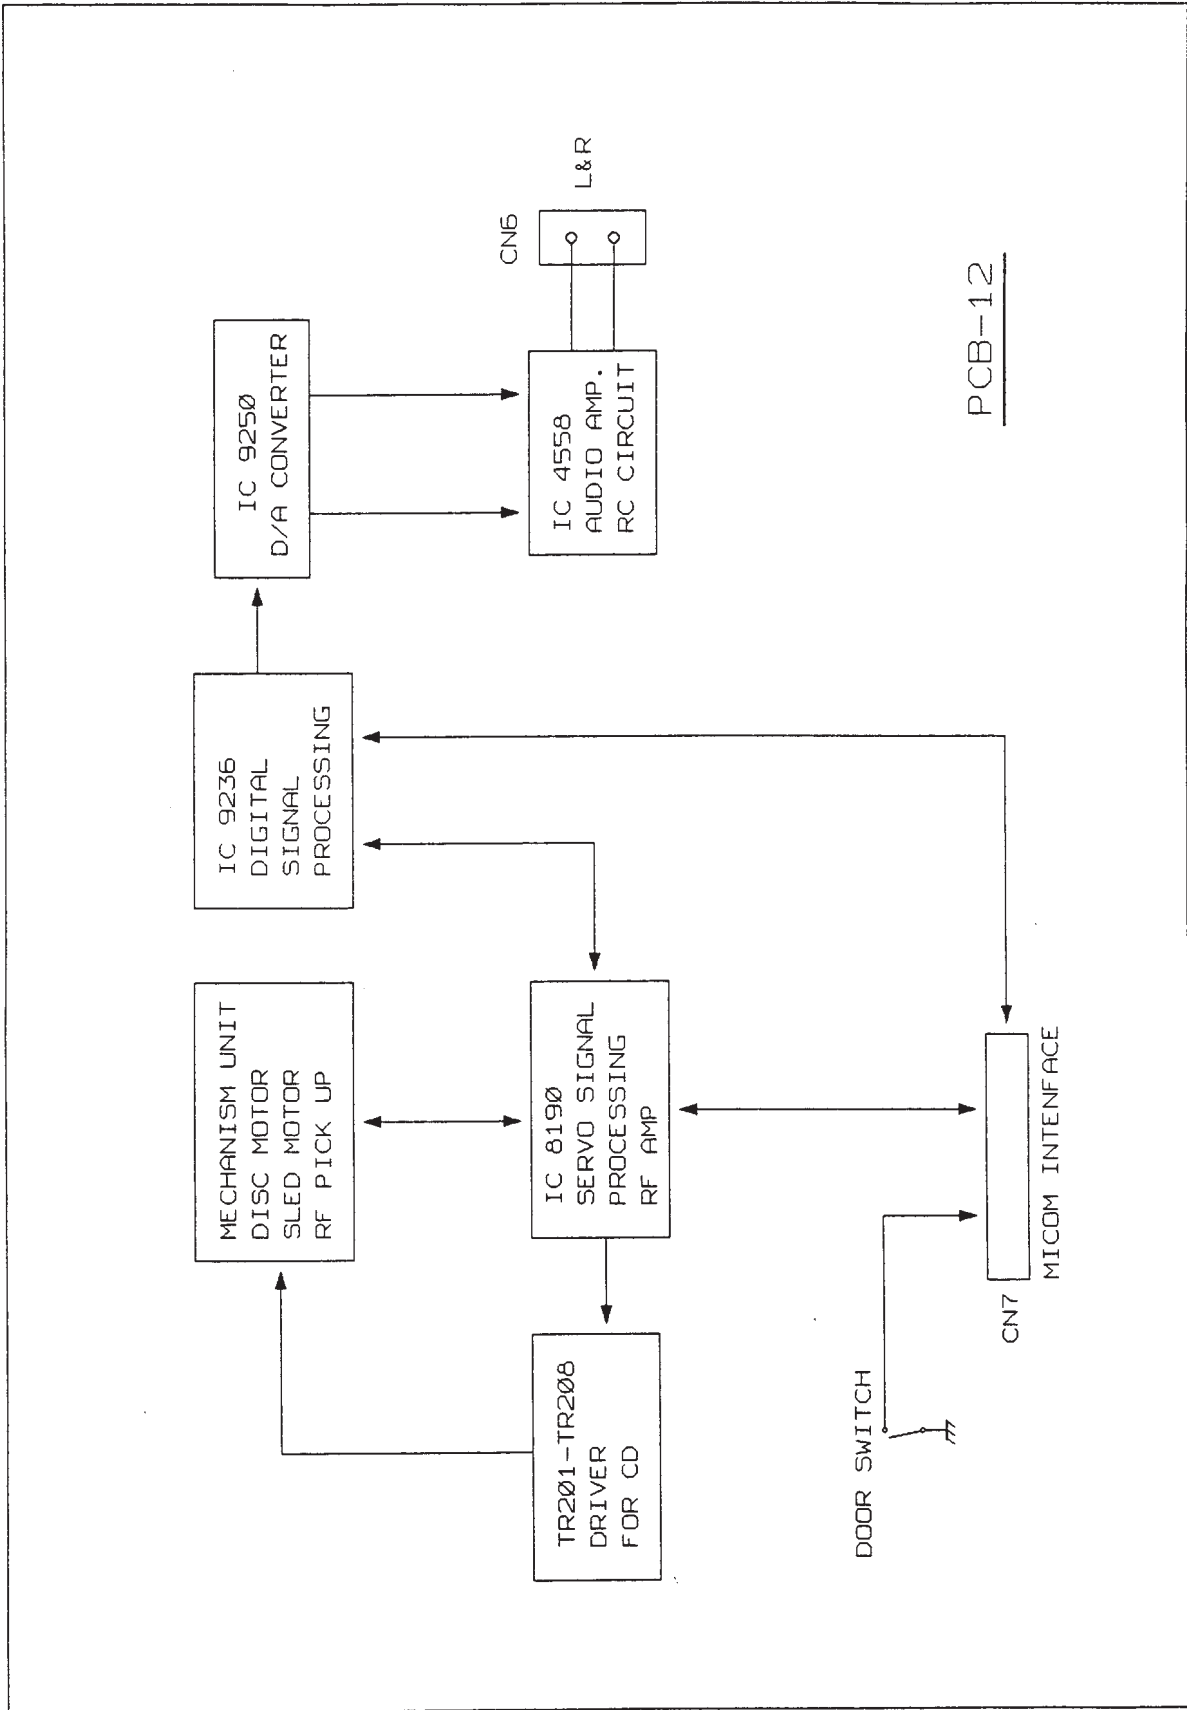 MECHANISM UNIT
DISC MOTOR
SLED MOTOR
RF PICK UP
IC 9236
DIGITAL
SIGNAL
PROCESSING
IC 9250
D/A CONVERTER
TR201-TR208
DRIVER
FOR CD
IC 8190
SERVO SIGNAL
PROCESSING
RF AMP
IC 4558
AUDIO AMP.
RC CIRCUIT
CN6
L&R
DOOR SWITCH
CN7
MICOM INTENFACE
PCB-12